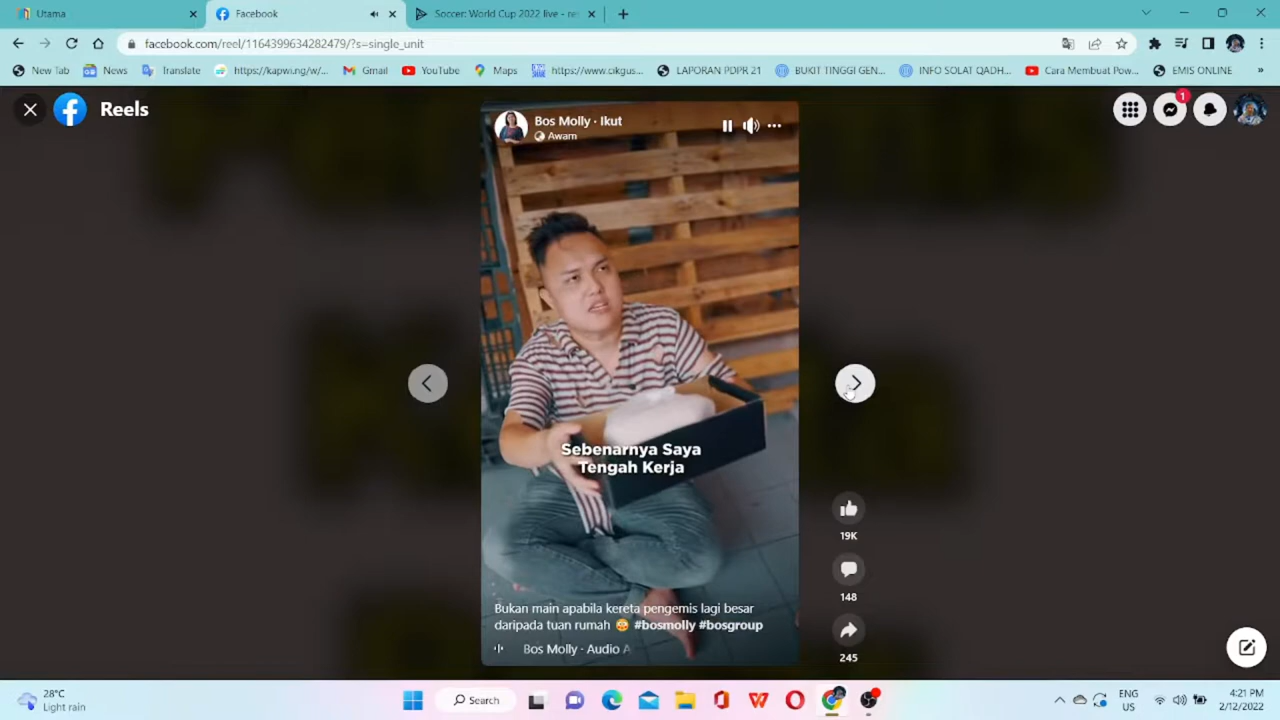 Utama
Facebook
Soccer: World Cup 2022 live - re
facebook.com/reel/1164399634282479/?s=single_unit
New Tab
News
Translate
https://kapwi.ng/w/...
Gmail
YouTube
Maps
https://www.cikgus...
LAPORAN PDPR 21
BUKIT TINGGI GEN...
INFO SOLAT QADH...
Cara Membuat Pow...
EMIS ONLINE
»
Reels
1
Bos Molly · Ikut
Awam
Sebenarnya Saya
Tengah Kerja
19K
148
245
Bukan main apabila kereta pengemis lagi besar
daripada tuan rumah 😳 #bosmolly #bosgroup
Bos Molly · Audio A
28°C
Light rain
Search
ENG
US
4:21 PM
2/12/2022